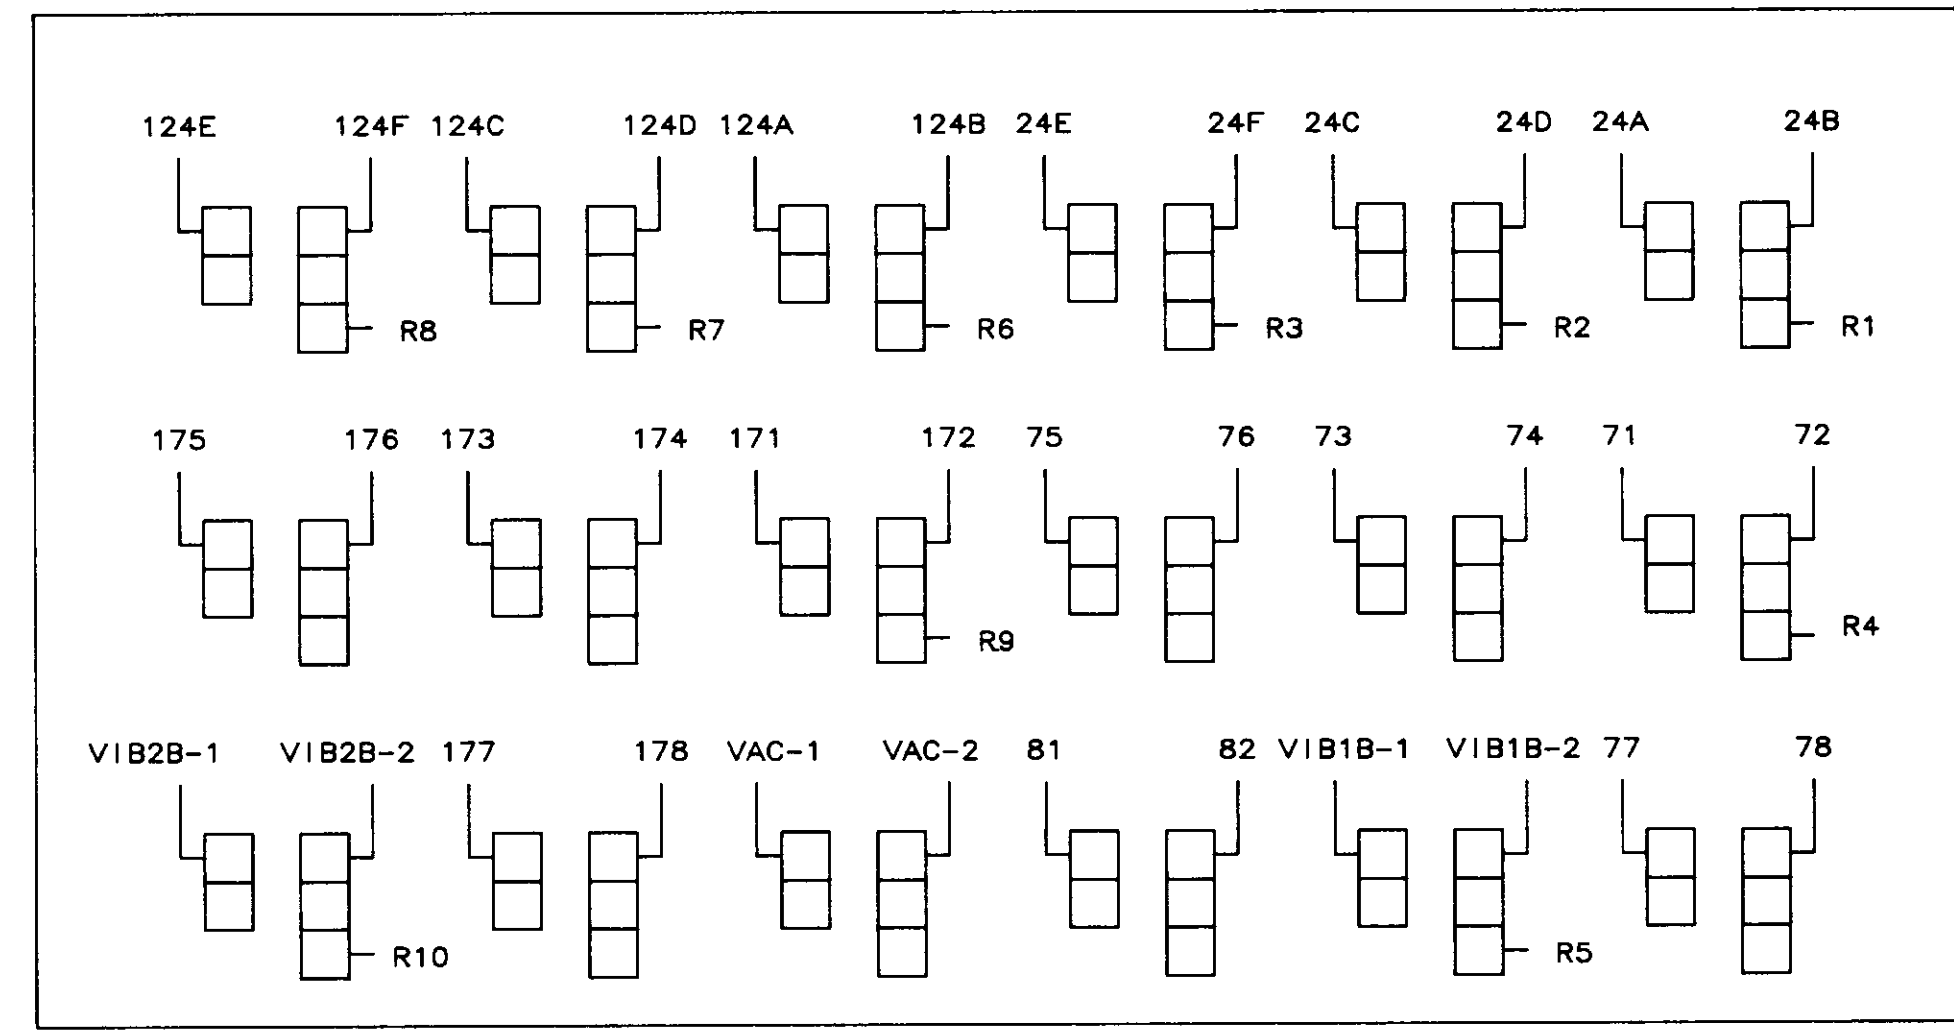 124E 124F 124C 124D 124A 124B 24E 24F 24C 24D 24A 24B
R8 R7 R6 R3 R2 R1
175 176 173 174 171 172 75 76 73 74 71 72
R9 R4
VIB2B-1 VIB2B-2 177 178 VAC-1 VAC-2 81 82 VIB1B-1 VIB1B-2 77 78
R10 R5